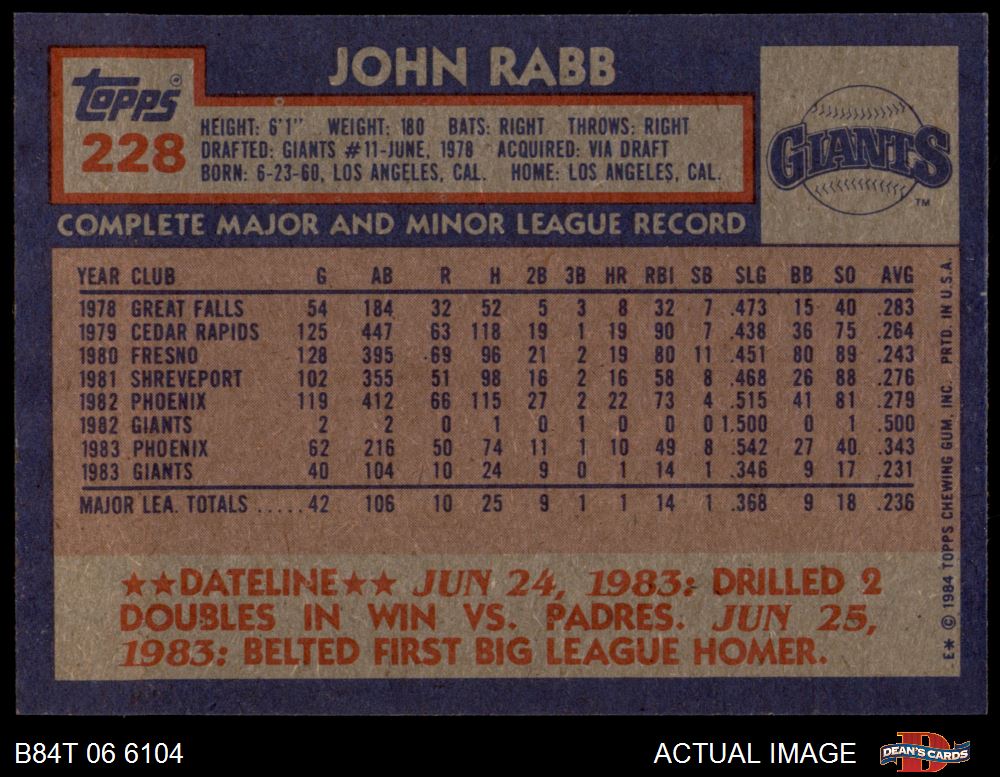 JOHN RABB
Topps®
228
HEIGHT: 6'1" WEIGHT: 180 BATS: RIGHT THROWS: RIGHT
DRAFTED: GIANTS #11-JUNE, 1978 ACQUIRED: VIA DRAFT
BORN: 6-23-60, LOS ANGELES, CAL. HOME: LOS ANGELES, CAL.
GIANTS
TM
COMPLETE MAJOR AND MINOR LEAGUE RECORD
YEAR CLUB G AB R H 2B 3B HR RBI SB SLG BB SO AVG
1978 GREAT FALLS 54 184 32 52 5 3 8 32 7 .473 15 40 .283
1979 CEDAR RAPIDS 125 447 63 118 19 1 19 90 7 .438 36 75 .264
1980 FRESNO 128 395 69 96 21 2 19 80 11 .451 80 89 .243
1981 SHREVEPORT 102 355 51 98 16 2 16 58 8 .468 26 88 .276
1982 PHOENIX 119 412 66 115 27 2 22 73 4 .515 41 81 .279
1982 GIANTS 2 2 0 1 0 1 0 0 0 1.500 0 1 .500
1983 PHOENIX 62 216 50 74 11 1 10 49 8 .542 27 40 .343
1983 GIANTS 40 104 10 24 9 0 1 14 1 .346 9 17 .231
MAJOR LEA. TOTALS .....42 106 10 25 9 1 1 14 1 .368 9 18 .236
★★DATELINE★★ JUN 24, 1983: DRILLED 2
DOUBLES IN WIN VS. PADRES. JUN 25,
1983: BELTED FIRST BIG LEAGUE HOMER.
E* © 1984 TOPPS CHEWING GUM, INC. PRTD. IN U.S.A.
B84T 06 6104
ACTUAL IMAGE
DEAN'S CARDS